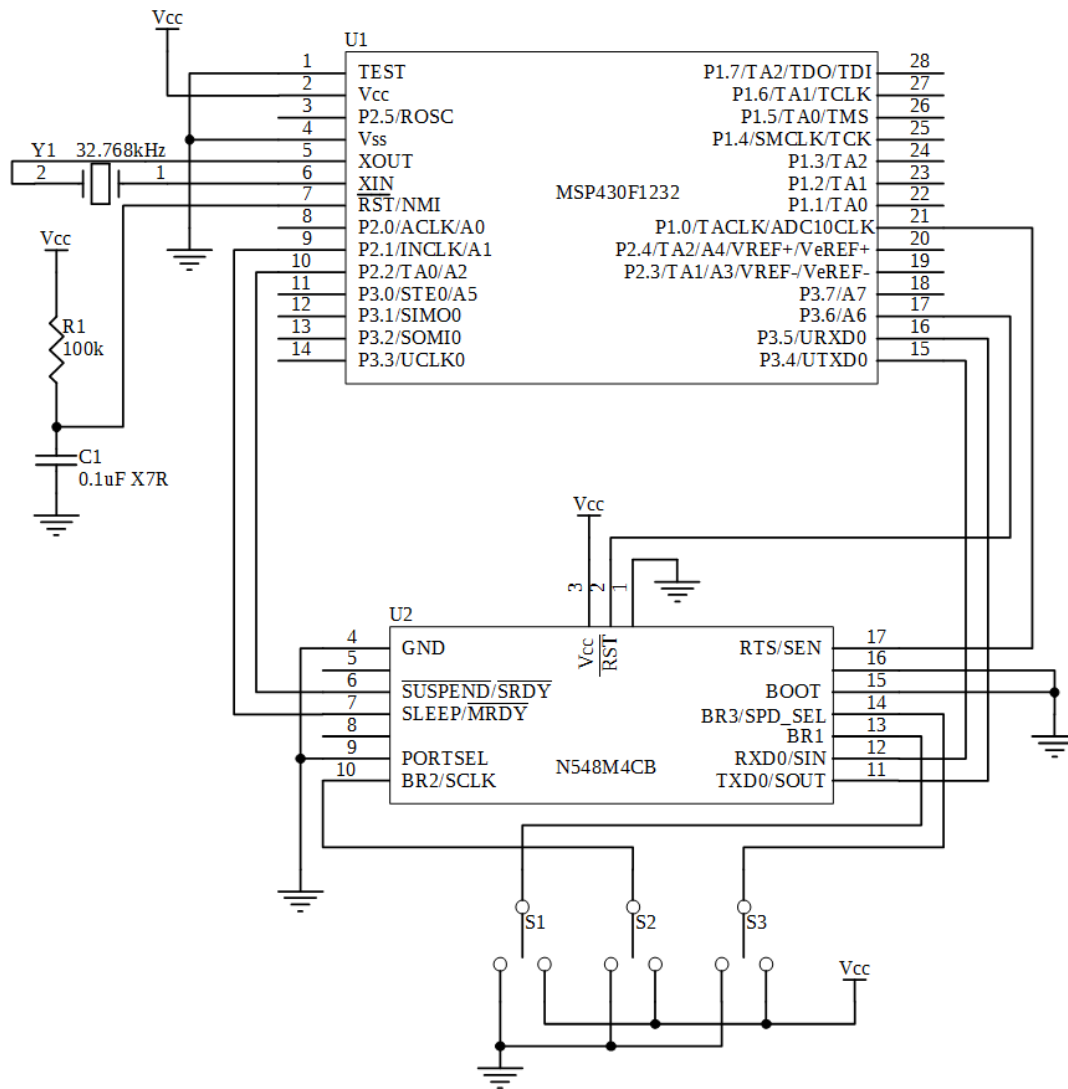 Vcc
U1
1 TEST P1.7/TA2/TDO/TDI 28
2 Vcc P1.6/TA1/TCLK 27
3 P2.5/ROSC P1.5/TA0/TMS 26
4 Vss P1.4/SMCLK/TCK 25
Y1 32.768kHz 5 XOUT P1.3/TA2 24
2 1 6 XIN MSP430F1232 P1.2/TA1 23
7 RST/NMI P1.1/TA0 22
8 P2.0/ACLK/A0 P1.0/TACLK/ADC10CLK 21
Vcc 9 P2.1/INCLK/A1 P2.4/TA2/A4/VREF+/VeREF+ 20
10 P2.2/TA0/A2 P2.3/TA1/A3/VREF-/VeREF- 19
11 P3.0/STE0/A5 P3.7/A7 18
12 P3.1/SIMO0 P3.6/A6 17
R1 13 P3.2/SOMI0 P3.5/URXD0 16
100k 14 P3.3/UCLK0 P3.4/UTXD0 15
C1
0.1uF X7R
Vcc
3 2 1
U2
Vcc RST
4 GND RTS/SEN 17
5 16
6 SUSPEND/SRDY BOOT 15
7 SLEEP/MRDY BR3/SPD_SEL 14
8 BR1 13
9 PORTSEL N548M4CB RXD0/SIN 12
10 BR2/SCLK TXD0/SOUT 11
S1 S2 S3
Vcc